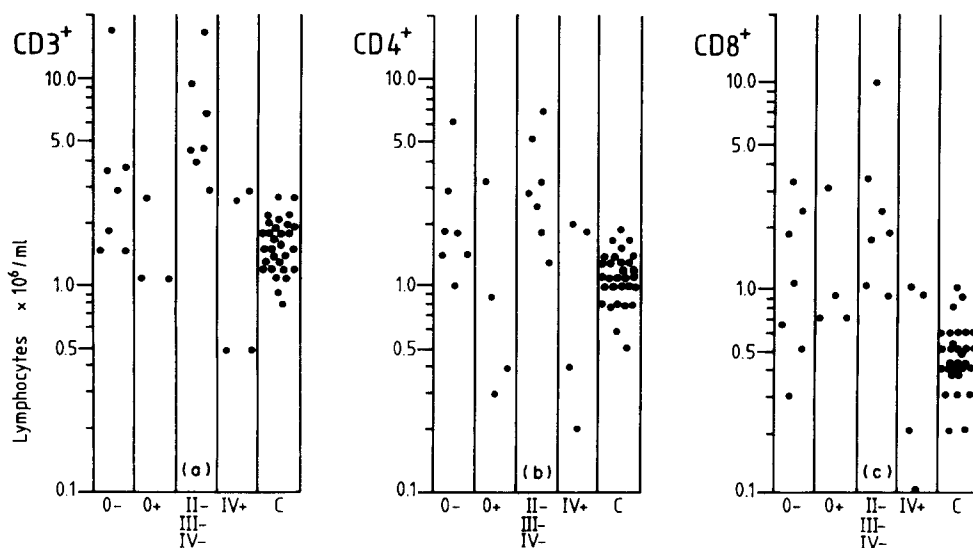 CD3+
10.0
5.0
1.0
0.5
0.1
Lymphocytes × 10⁶/ml
(a)
0- 0+ II- IV+ C
III-
IV-
CD4+
10.0
5.0
1.0
0.5
0.1
(b)
0- 0+ II- IV+ C
III-
IV-
CD8+
10.0
5.0
1.0
0.5
0.1
(c)
0- 0+ II- IV+ C
III-
IV-